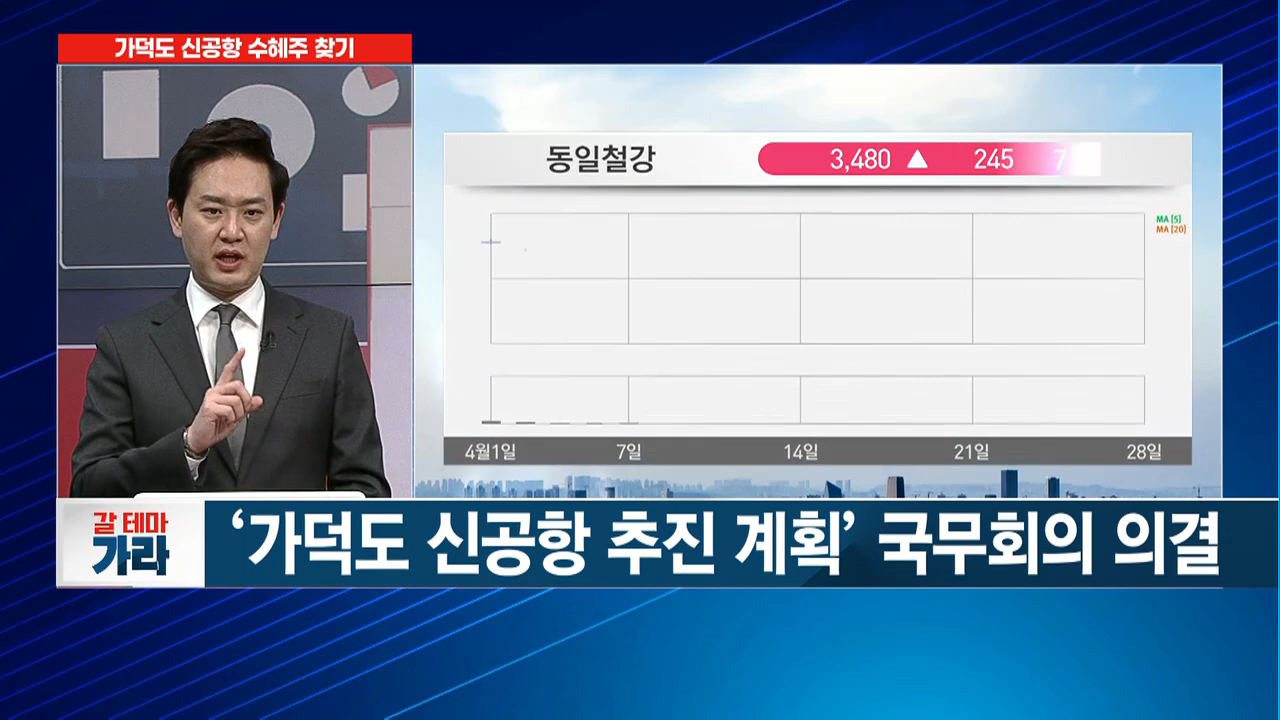 가덕도 신공항 수혜주 찾기
동일철강 3,480 ▲ 245 7
MA [5]
MA [20]
4월1일 7일 14일 21일 28일
갈 테마
가라
‘가덕도 신공항 추진 계획’ 국무회의 의결